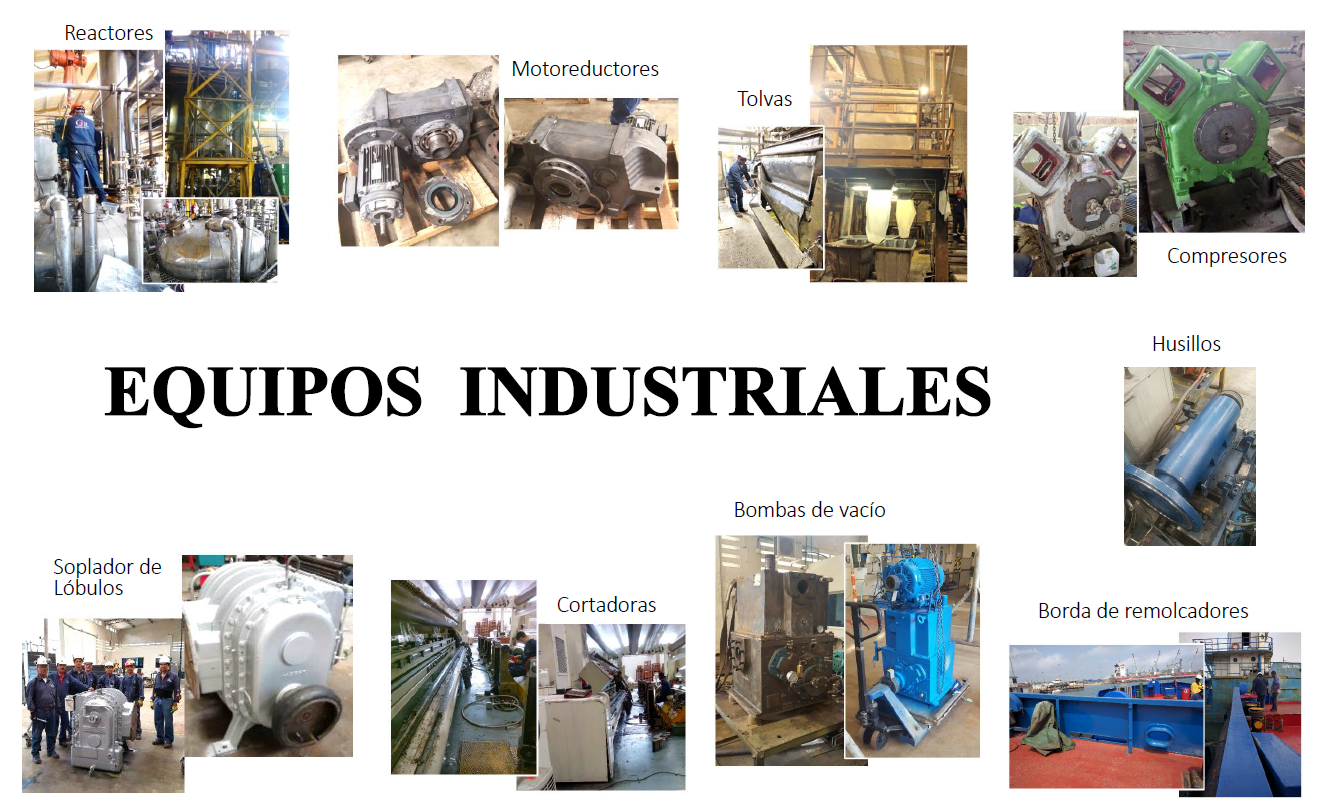 Reactores
Motoreductores
Tolvas
Compresores
Husillos
EQUIPOS INDUSTRIALES
Bombas de vacío
Soplador de
Lóbulos
Cortadoras
Borda de remolcadores